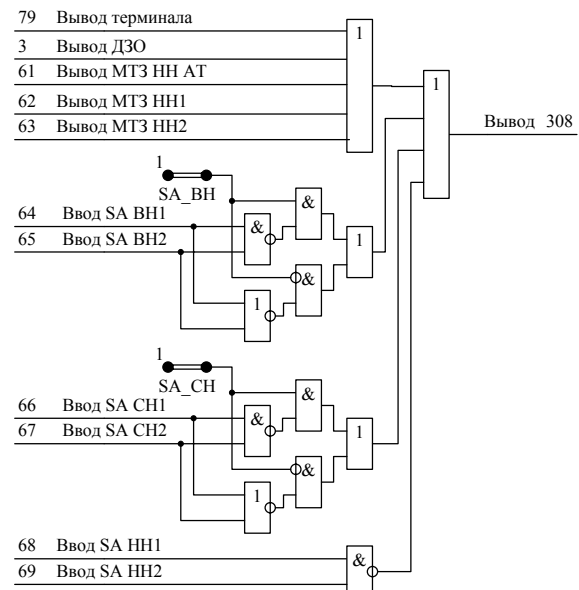 79 Вывод терминала
3 Вывод ДЗО
61 Вывод МТЗ НН АТ
62 Вывод МТЗ НН1
63 Вывод МТЗ НН2
1
1
Вывод 308
1
SA_ВН
64 Ввод SA ВН1
65 Ввод SA ВН2
&
&
1
&
1
1
SA_СН
66 Ввод SA СН1
67 Ввод SA СН2
&
&
1
&
1
68 Ввод SA НН1
69 Ввод SA НН2
&